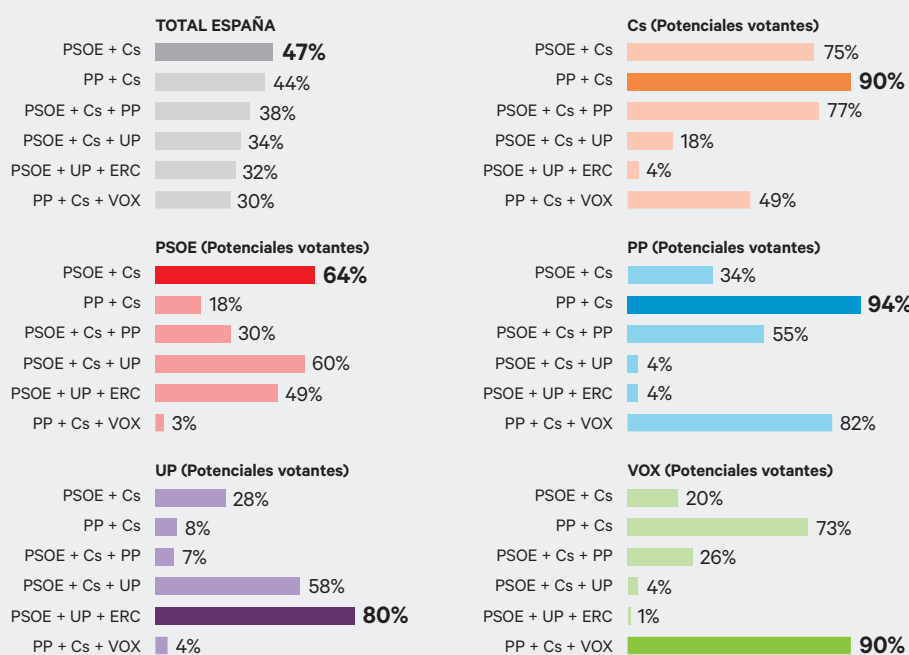 TOTAL ESPAÑA
PSOE + Cs 47%
PP + Cs 44%
PSOE + Cs + PP 38%
PSOE + Cs + UP 34%
PSOE + UP + ERC 32%
PP + Cs + VOX 30%
Cs (Potenciales votantes)
PSOE + Cs 75%
PP + Cs 90%
PSOE + Cs + PP 77%
PSOE + Cs + UP 18%
PSOE + UP + ERC 4%
PP + Cs + VOX 49%
PSOE (Potenciales votantes)
PSOE + Cs 64%
PP + Cs 18%
PSOE + Cs + PP 30%
PSOE + Cs + UP 60%
PSOE + UP + ERC 49%
PP + Cs + VOX 3%
PP (Potenciales votantes)
PSOE + Cs 34%
PP + Cs 94%
PSOE + Cs + PP 55%
PSOE + Cs + UP 4%
PSOE + UP + ERC 4%
PP + Cs + VOX 82%
UP (Potenciales votantes)
PSOE + Cs 28%
PP + Cs 8%
PSOE + Cs + PP 7%
PSOE + Cs + UP 58%
PSOE + UP + ERC 80%
PP + Cs + VOX 4%
VOX (Potenciales votantes)
PSOE + Cs 20%
PP + Cs 73%
PSOE + Cs + PP 26%
PSOE + Cs + UP 4%
PSOE + UP + ERC 1%
PP + Cs + VOX 90%